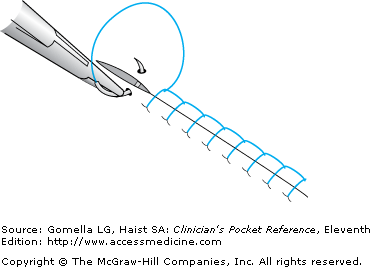 Source: Gomella LG, Haist SA: Clinician's Pocket Reference, Eleventh
Edition: http://www.accessmedicine.com
Copyright © The McGraw-Hill Companies, Inc. All rights reserved.